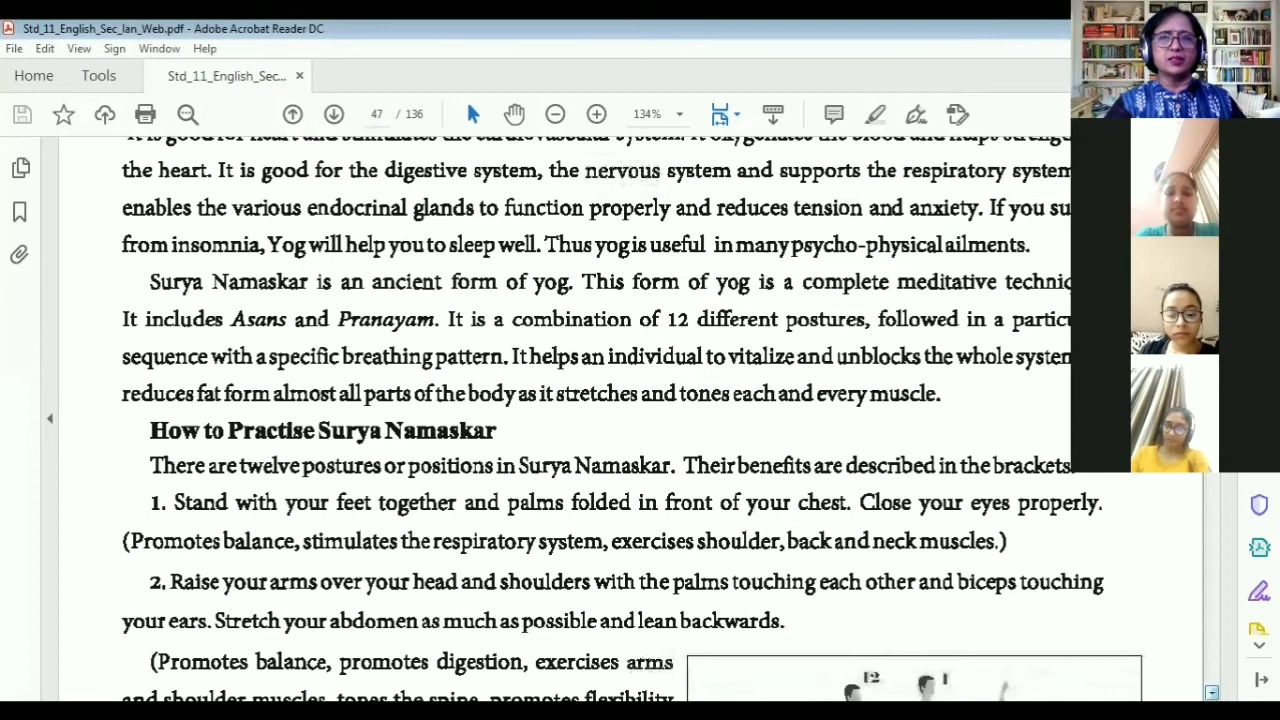 Std_11_English_Sec_lan_Web.pdf - Adobe Acrobat Reader DC
File Edit View Sign Window Help
Home Tools Std_11_English_Sec... ×
47 / 136 134%
the heart. It is good for the digestive system, the nervous system and supports the respiratory system
enables the various endocrinal glands to function properly and reduces tension and anxiety. If you su
from insomnia, Yog will help you to sleep well. Thus yog is useful in many psycho-physical ailments.
Surya Namaskar is an ancient form of yog. This form of yog is a complete meditative techniq
It includes Asans and Pranayam. It is a combination of 12 different postures, followed in a particu
sequence with a specific breathing pattern. It helps an individual to vitalize and unblocks the whole system
reduces fat form almost all parts of the body as it stretches and tones each and every muscle.
How to Practise Surya Namaskar
There are twelve postures or positions in Surya Namaskar. Their benefits are described in the brackets.
1. Stand with your feet together and palms folded in front of your chest. Close your eyes properly.
(Promotes balance, stimulates the respiratory system, exercises shoulder, back and neck muscles.)
2. Raise your arms over your head and shoulders with the palms touching each other and biceps touching
your ears. Stretch your abdomen as much as possible and lean backwards.
(Promotes balance, promotes digestion, exercises arms
and shoulder muscles, tones the spine, promotes flexibility
12 1